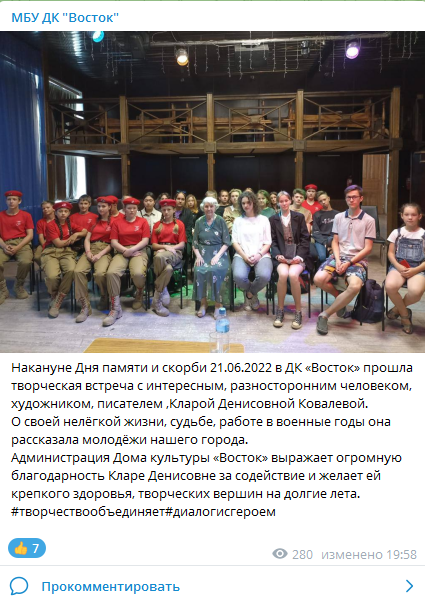 МБУ ДК "Восток"
Накануне Дня памяти и скорби 21.06.2022 в ДК «Восток» прошла
творческая встреча с интересным, разносторонним человеком,
художником, писателем ,Кларой Денисовной Ковалевой.
О своей нелёгкой жизни, судьбе, работе в военные годы она
рассказала молодёжи нашего города.
Администрация Дома культуры «Восток» выражает огромную
благодарность Кларе Денисовне за содействие и желает ей
крепкого здоровья, творческих вершин на долгие лета.
#творчествообъединяет#диалогисгероем
👍 7
280 изменено 19:58
Прокомментировать